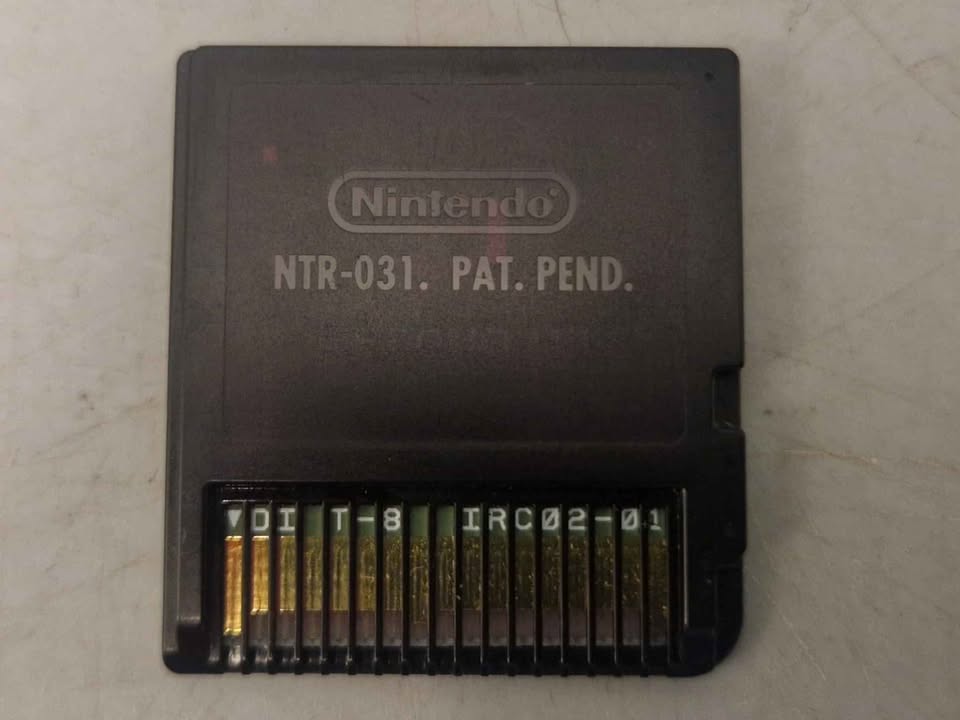 Nintendo®
NTR-031. PAT. PEND.
▼DI T-8 IRC02-01